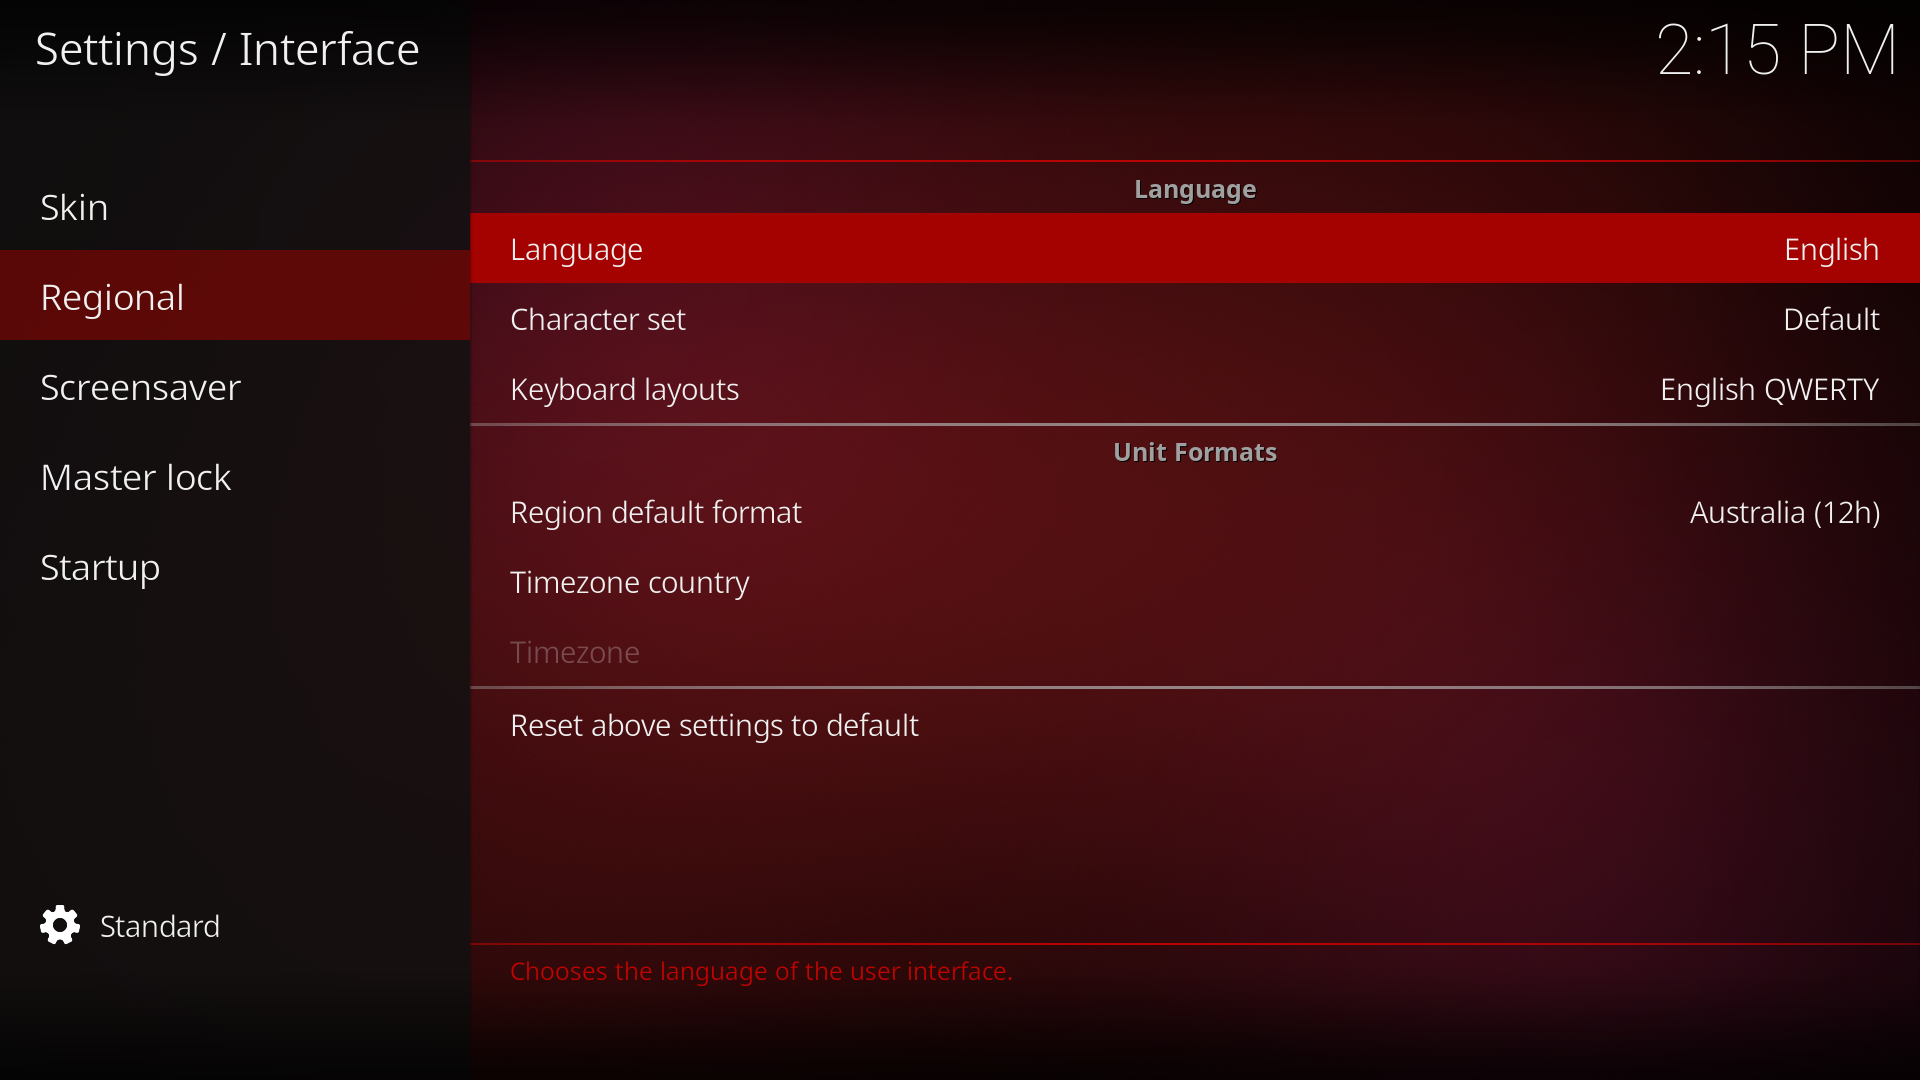 Settings / Interface
2:15 PM
Skin
Regional
Screensaver
Master lock
Startup
Standard
Language
Language English
Character set Default
Keyboard layouts English QWERTY
Unit Formats
Region default format Australia (12h)
Timezone country
Timezone
Reset above settings to default
Chooses the language of the user interface.